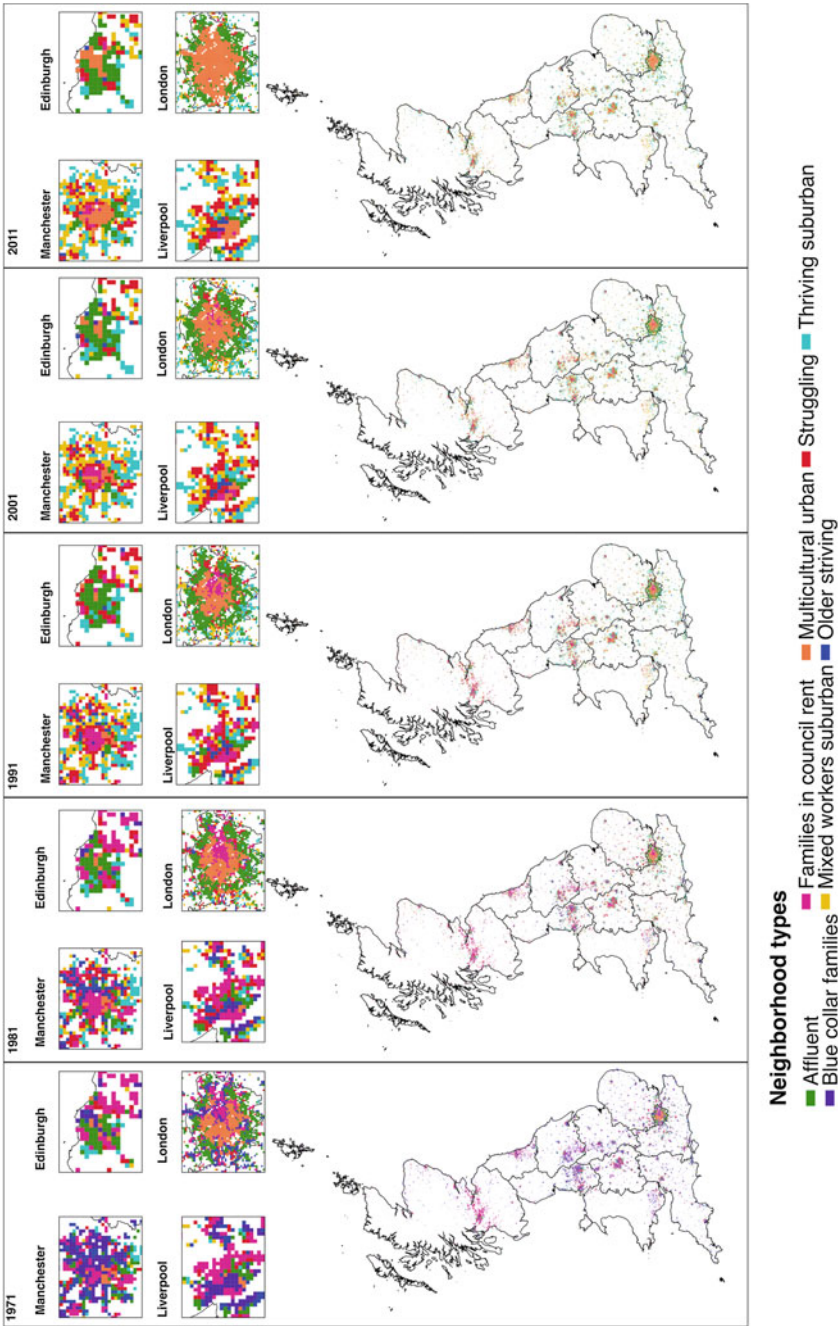 1971
Manchester
Edinburgh
Liverpool
London
1981
Manchester
Edinburgh
Liverpool
London
1991
Manchester
Edinburgh
Liverpool
London
2001
Manchester
Edinburgh
Liverpool
London
2011
Manchester
Edinburgh
Liverpool
London
Neighborhood types
Affluent Families in council rent Multicultural urban Struggling Thriving suburban
Blue collar families Mixed workers suburban Older striving